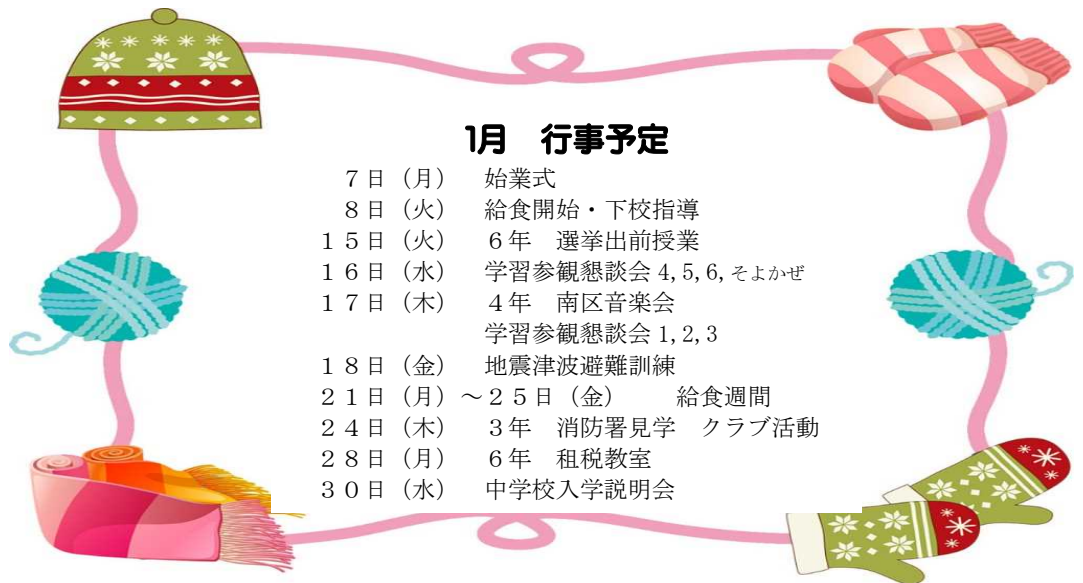 1月　行事予定
７日（月）　始業式
８日（火）　給食開始・下校指導
１５日（火）　６年　選挙出前授業
１６日（水）　学習参観懇談会 4,5,6,そよかぜ
１７日（木）　４年　南区音楽会
学習参観懇談会 1,2,3
１８日（金）　地震津波避難訓練
２１日（月）～２５日（金）　　給食週間
２４日（木）　３年　消防署見学　クラブ活動
２８日（月）　６年　租税教室
３０日（水）　中学校入学説明会